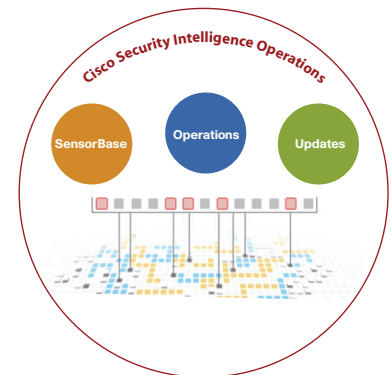 Cisco Security Intelligence Operations
SensorBase
Operations
Updates